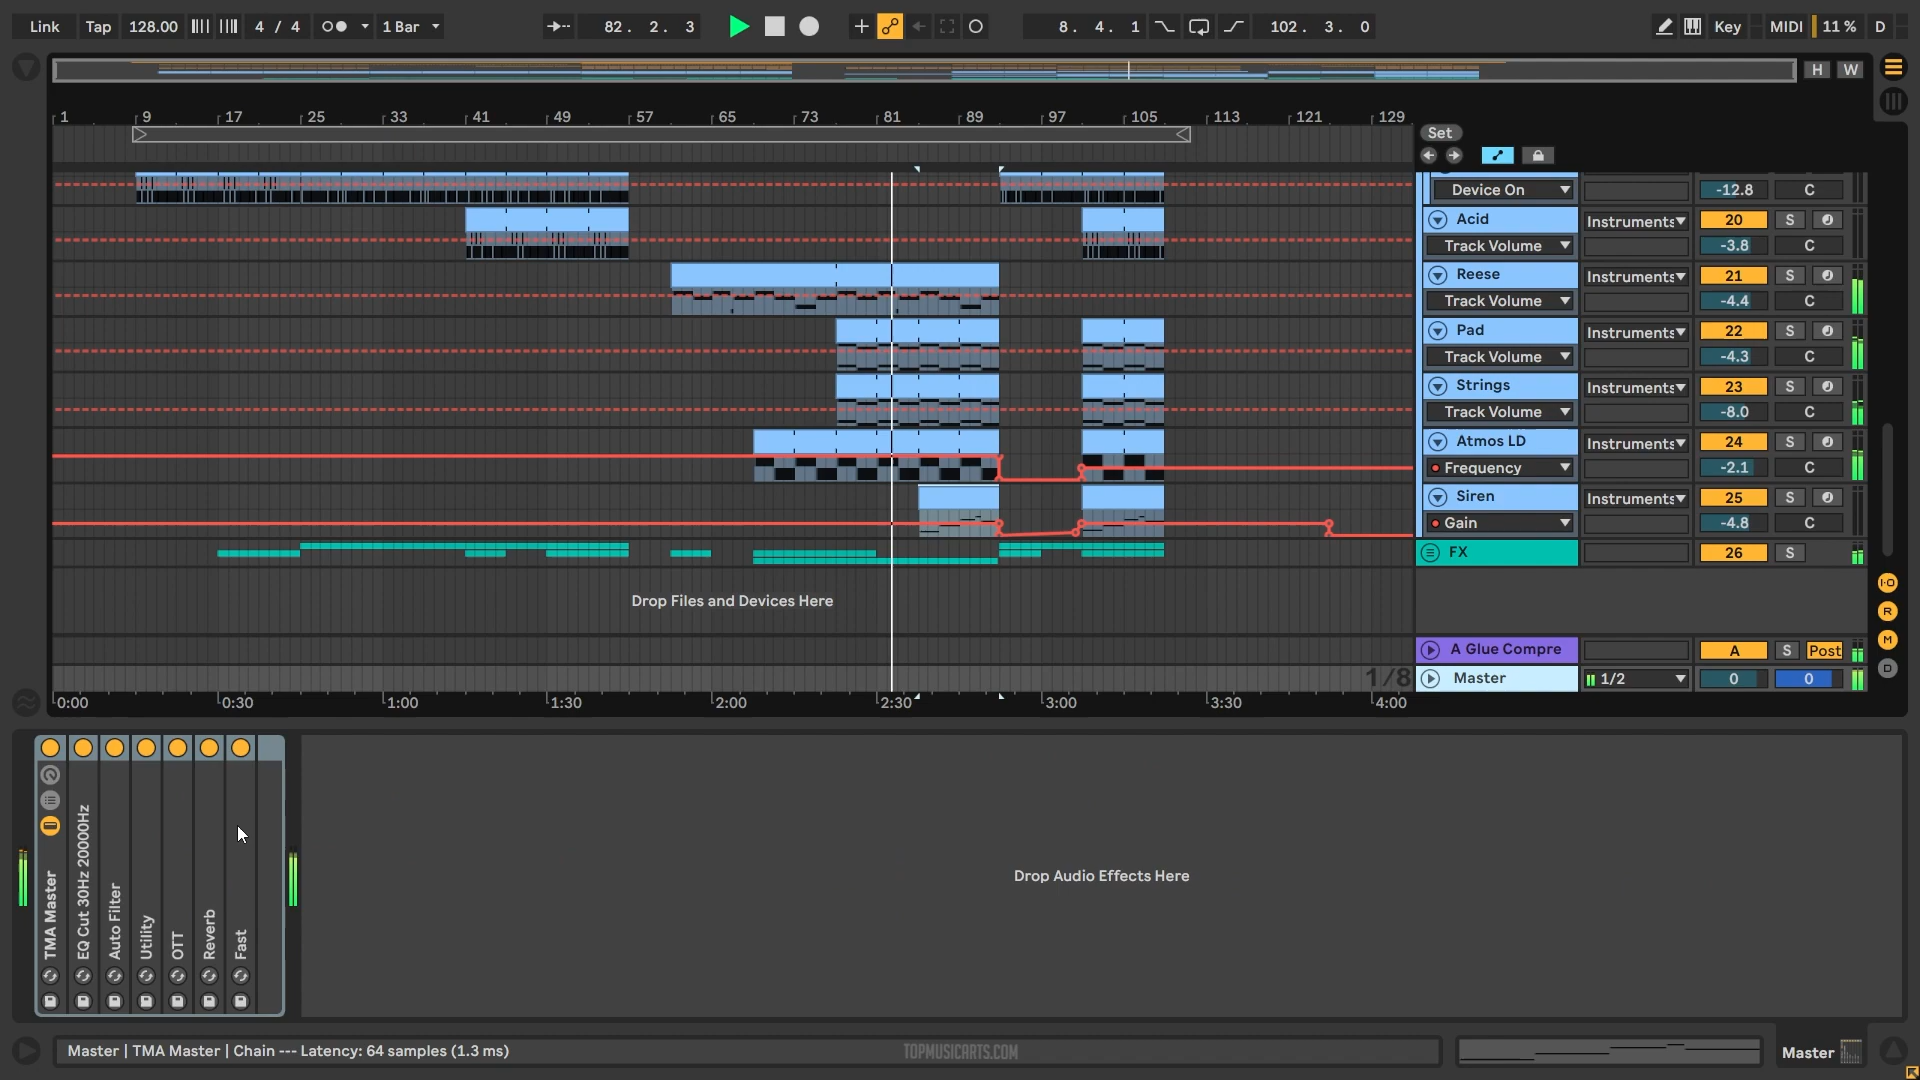 Link Tap 128.00 4 / 4 1 Bar 82. 2. 3 8. 4. 1 102. 3. 0 Key MIDI 11 % D
H W
1 9 17 25 33 41 49 57 65 73 81 89 97 105 113 121 129
Set
Device On -12.8 C
Acid Instruments 20 S
Track Volume -3.8 C
Reese Instruments 21 S
Track Volume -4.4 C
Pad Instruments 22 S
Track Volume -4.3 C
Strings Instruments 23 S
Track Volume -8.0 C
Atmos LD Instruments 24 S
Frequency -2.1 C
Siren Instruments 25 S
Gain -4.8 C
FX 26 S
I·O
Drop Files and Devices Here
R
M
A Glue Compre A S Post
D
1/8 Master 1/2 0 0
0:00 0:30 1:00 1:30 2:00 2:30 3:00 3:30 4:00
TMA Master
EQ Cut 30Hz 20000Hz
Auto Filter
Utility
OTT
Reverb
Fast
Drop Audio Effects Here
Master | TMA Master | Chain --- Latency: 64 samples (1.3 ms)
TOPMUSICARTS.COM
Master